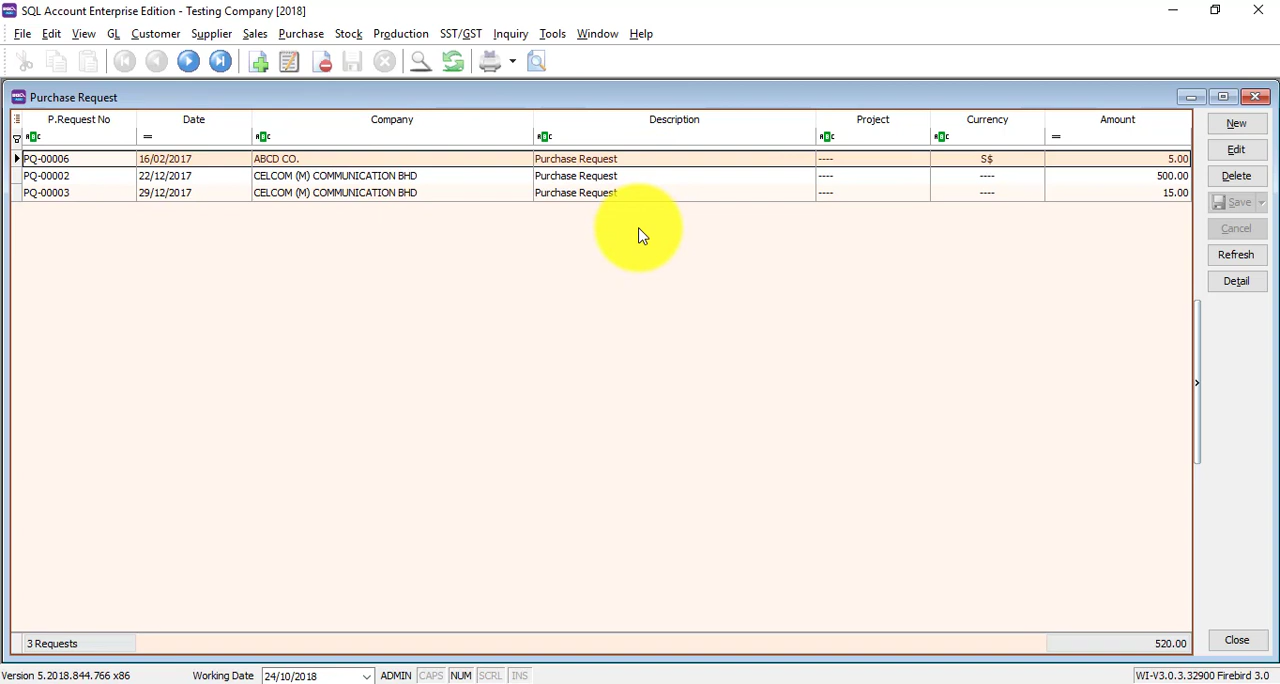 SQL Account Enterprise Edition - Testing Company [2018]
File Edit View GL Customer Supplier Sales Purchase Stock Production SST/GST Inquiry Tools Window Help
Purchase Request
P.Request No Date Company Description Project Currency Amount
PQ-00006 16/02/2017 ABCD CO. Purchase Request ---- S$ 5.00
PQ-00002 22/12/2017 CELCOM (M) COMMUNICATION BHD Purchase Request ---- ---- 500.00
PQ-00003 29/12/2017 CELCOM (M) COMMUNICATION BHD Purchase Request ---- ---- 15.00
New
Edit
Delete
Save
Cancel
Refresh
Detail
3 Requests 520.00
Close
Version 5.2018.844.766 x86 Working Date 24/10/2018 ADMIN CAPS NUM SCRL INS WI-V3.0.3.32900 Firebird 3.0